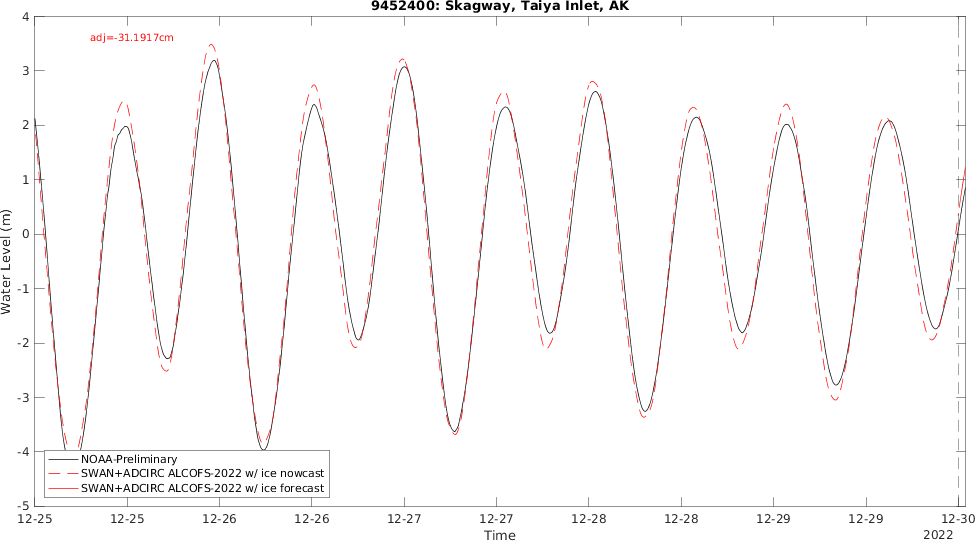 9452400: Skagway, Taiya Inlet, AK
adj=-31.1917cm
4
3
2
1
0
-1
-2
-3
-4
-5
Water Level (m)
NOAA-Preliminary
SWAN+ADCIRC ALCOFS-2022 w/ ice nowcast
SWAN+ADCIRC ALCOFS-2022 w/ ice forecast
12-25 12-25 12-26 12-26 12-27 12-27 12-28 12-28 12-29 12-29 12-30
Time
2022